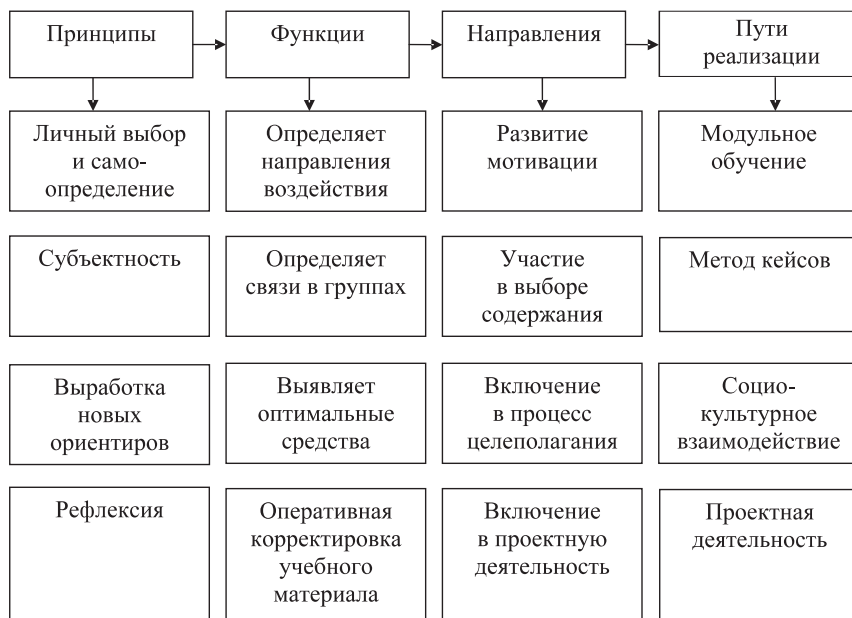 Принципы
Функции
Направления
Пути
реализации
Личный выбор
и само-
определение
Определяет
направления
воздействия
Развитие
мотивации
Модульное
обучение
Субъектность
Определяет
связи в группах
Участие
в выборе
содержания
Метод кейсов
Выработка
новых
ориентиров
Выявляет
оптимальные
средства
Включение
в процесс
целеполагания
Социо-
культурное
взаимодействие
Рефлексия
Оперативная
корректировка
учебного
материала
Включение
в проектную
деятельность
Проектная
деятельность